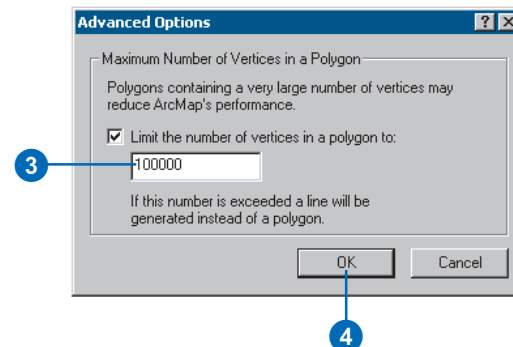 Advanced Options
Maximum Number of Vertices in a Polygon
Polygons containing a very large number of vertices may
reduce ArcMap's performance.
Limit the number of vertices in a polygon to:
3
100000
If this number is exceeded a line will be
generated instead of a polygon.
OK
Cancel
4